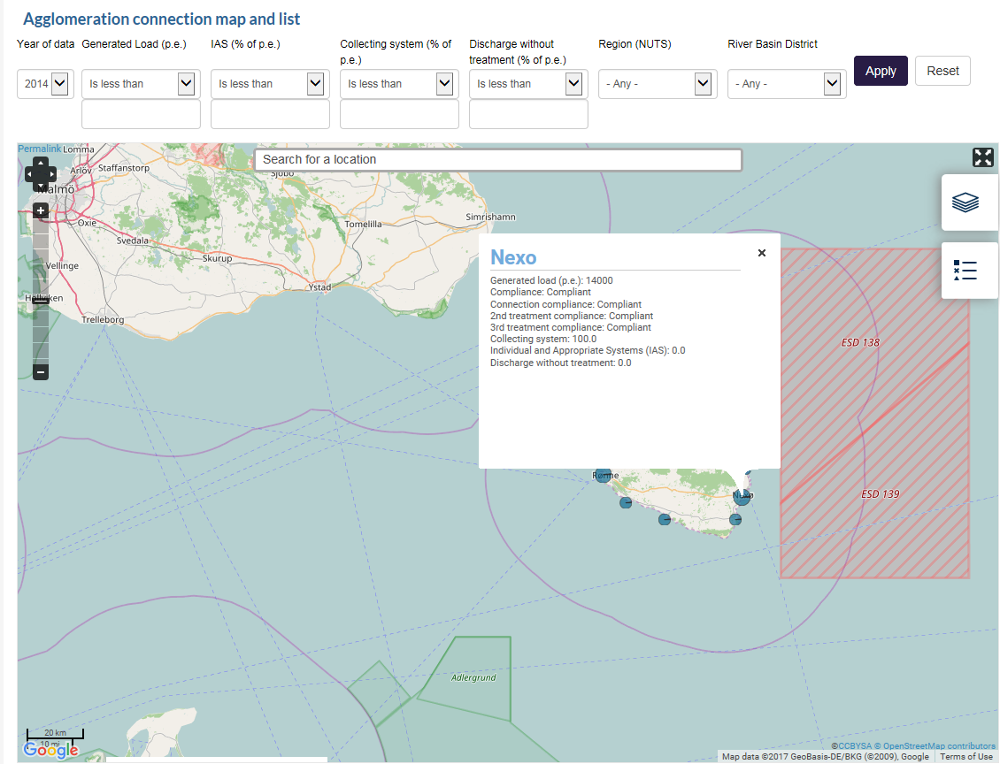 Agglomeration connection map and list
Year of data Generated Load (p.e.) IAS (% of p.e.) Collecting system (% of p.e.) Discharge without treatment (% of p.e.) Region (NUTS) River Basin District
2014 Is less than Is less than Is less than Is less than - Any - - Any - Apply Reset
Permalink
Search for a location
Lomma
Arlöv
Staffanstorp
Sjöbo
Malmö
Oxie
Svedala
Tomelilla
Simrishamn
Skurup
Vellinge
Ystad
Trelleborg
Nexo
Generated load (p.e.): 14000
Compliance: Compliant
Connection compliance: Compliant
2nd treatment compliance: Compliant
3rd treatment compliance: Compliant
Collecting system: 100.0
Individual and Appropriate Systems (IAS): 0.0
Discharge without treatment: 0.0
ESD 138
ESD 139
Rønne
Nexø
Adlergrund
20 km
10 mi
Google
©CCBYSA © OpenStreetMap contributors
Map data ©2017 GeoBasis-DE/BKG (©2009), Google Terms of Use